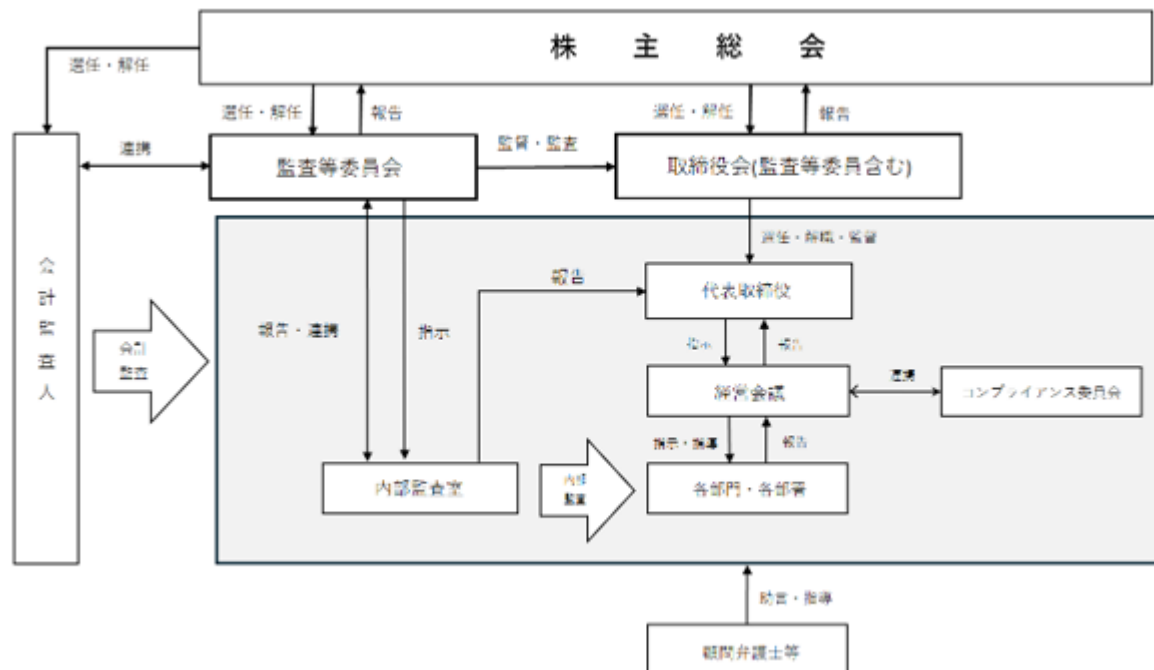 株主総会
選任・解任
選任・解任
報告
選任・解任
報告
連携
監査等委員会
監督・監査
取締役会(監査等委員含む)
選任・解職・監督
会計監査人
会計
監査
報告・連携
指示
報告
代表取締役
指示
報告
経営会議
連携
コンプライアンス委員会
指示・指導
報告
内部監査室
内部
監査
各部門・各部署
助言・指導
顧問弁護士等